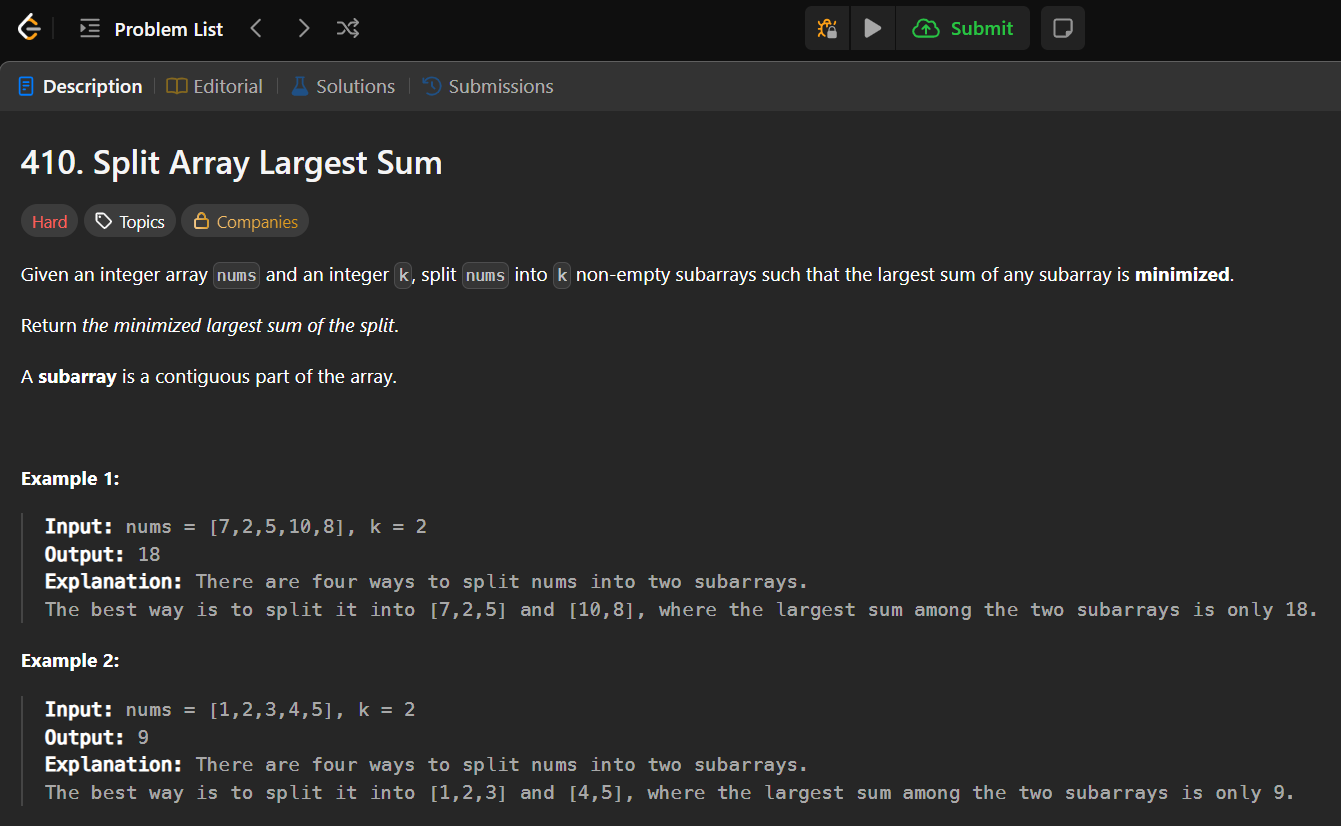 Problem List
Submit
Description
Editorial
Solutions
Submissions
410. Split Array Largest Sum
Hard
Topics
Companies
Given an integer array nums and an integer k, split nums into k non-empty subarrays such that the largest sum of any subarray is minimized.
Return the minimized largest sum of the split.
A subarray is a contiguous part of the array.
Example 1:
Input: nums = [7,2,5,10,8], k = 2
Output: 18
Explanation: There are four ways to split nums into two subarrays.
The best way is to split it into [7,2,5] and [10,8], where the largest sum among the two subarrays is only 18.
Example 2:
Input: nums = [1,2,3,4,5], k = 2
Output: 9
Explanation: There are four ways to split nums into two subarrays.
The best way is to split it into [1,2,3] and [4,5], where the largest sum among the two subarrays is only 9.